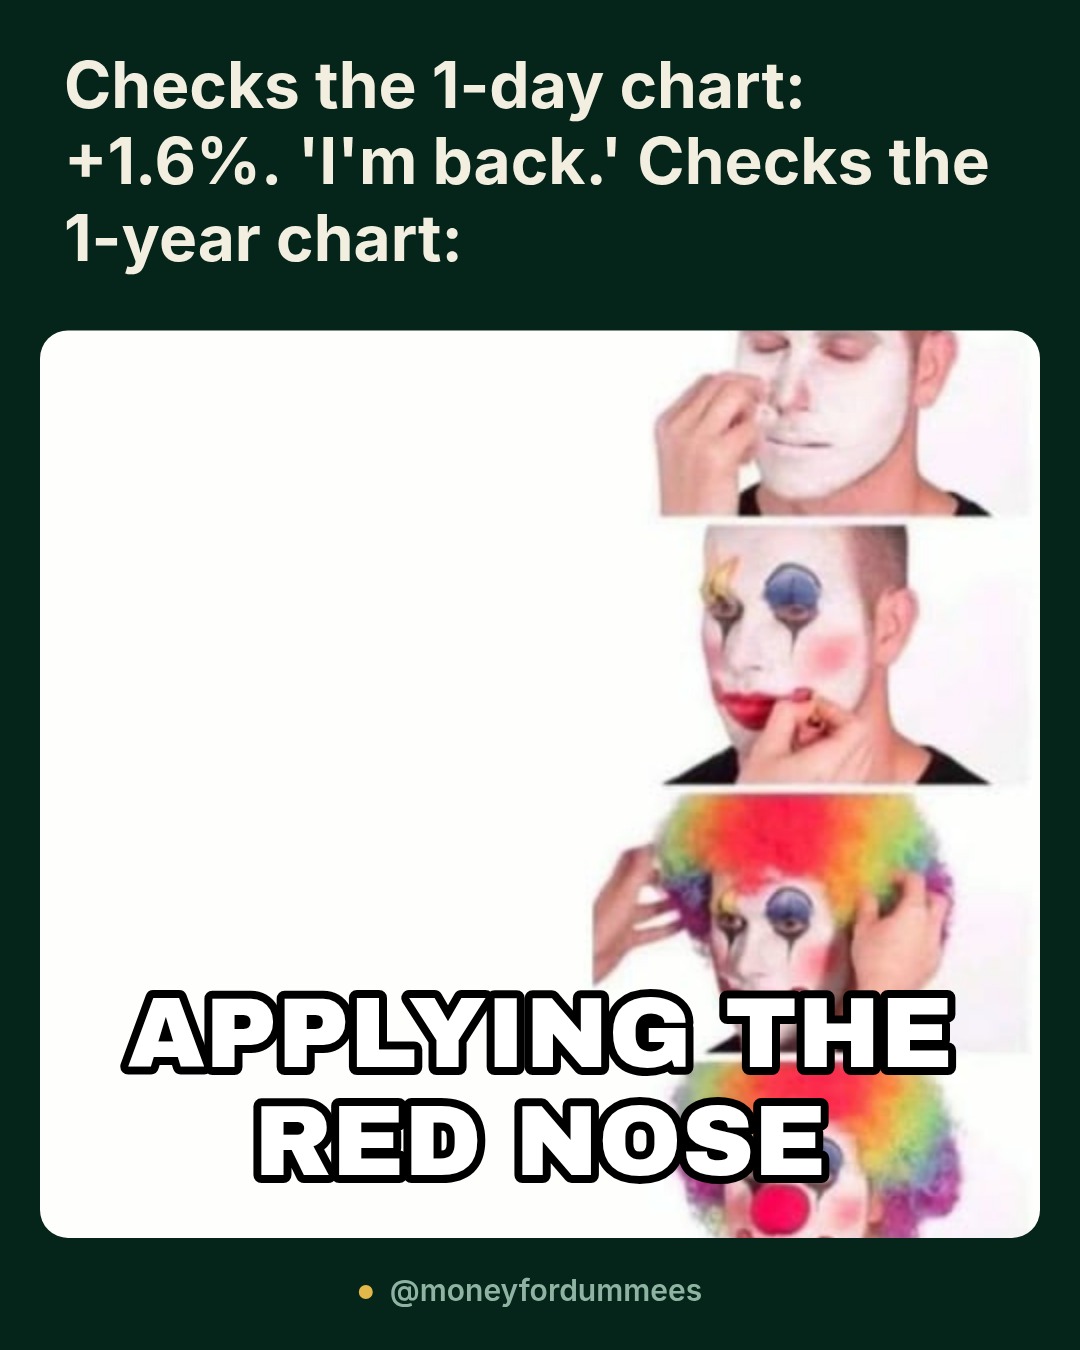 Checks the 1-day chart:
+1.6%. 'I'm back.' Checks the
1-year chart:
APPLYING THE
RED NOSE
@moneyfordummees